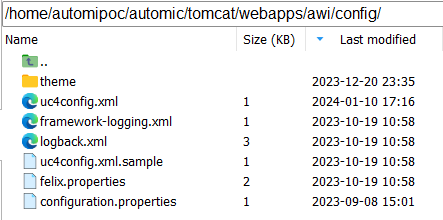 /home/automipoc/automic/tomcat/webapps/awi/config/
Name Size (KB) Last modified
..
theme 2023-12-20 23:35
uc4config.xml 1 2024-01-10 17:16
framework-logging.xml 1 2023-10-19 10:58
logback.xml 3 2023-10-19 10:58
uc4config.xml.sample 1 2023-10-19 10:58
felix.properties 2 2023-10-19 10:58
configuration.properties 1 2023-09-08 15:01